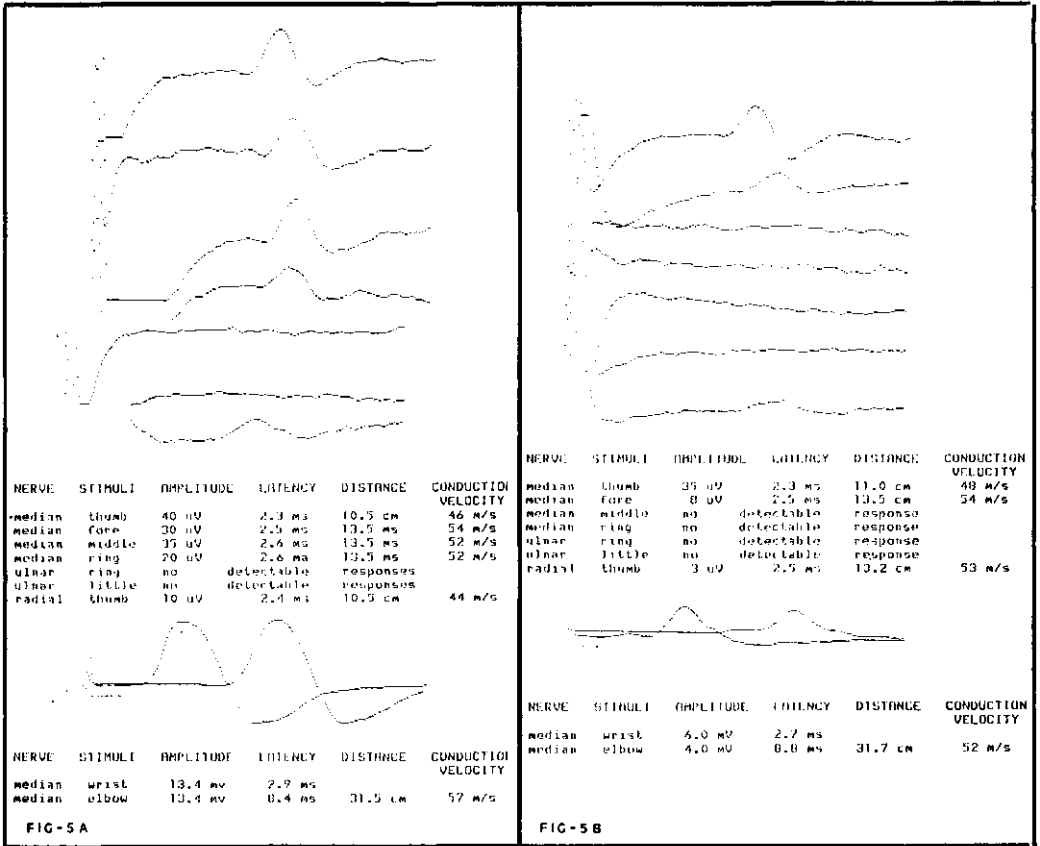 NERVE STIMULI AMPLITUDE LATENCY DISTANCE CONDUCTION VELOCITY
median thumb 40 uV 2.3 ms 10.5 cm 46 m/s
median fore 30 uV 2.5 ms 13.5 cm 54 m/s
median middle 35 uV 2.6 ms 13.5 cm 52 m/s
median ring 20 uV 2.6 ma 13.5 cm 52 m/s
ulnar ring no detectable responses
ulnar little no detectable responses
radial thumb 10 uV 2.4 ms 10.5 cm 44 m/s
NERVE STIMULI AMPLITUDE LATENCY DISTANCE CONDUCTION VELOCITY
median wrist 13.4 mv 2.9 ms
median elbow 13.4 mv 8.4 ms 31.5 cm 57 m/s
FIG-5A
NERVE STIMULI AMPLITUDE LATENCY DISTANCE CONDUCTION VELOCITY
median thumb 35 uV 2.3 ms 11.0 cm 48 m/s
median fore 8 uV 2.5 ms 13.5 cm 54 m/s
median middle no detectable response
median ring no detectable response
ulnar ring no detectable response
ulnar little no detectable response
radial thumb 3 uV 2.5 ms 13.2 cm 53 m/s
NERVE STIMULI AMPLITUDE LATENCY DISTANCE CONDUCTION VELOCITY
median wrist 6.0 mV 2.7 ms
median elbow 4.0 mV 8.8 ms 31.7 cm 52 m/s
FIG-5B